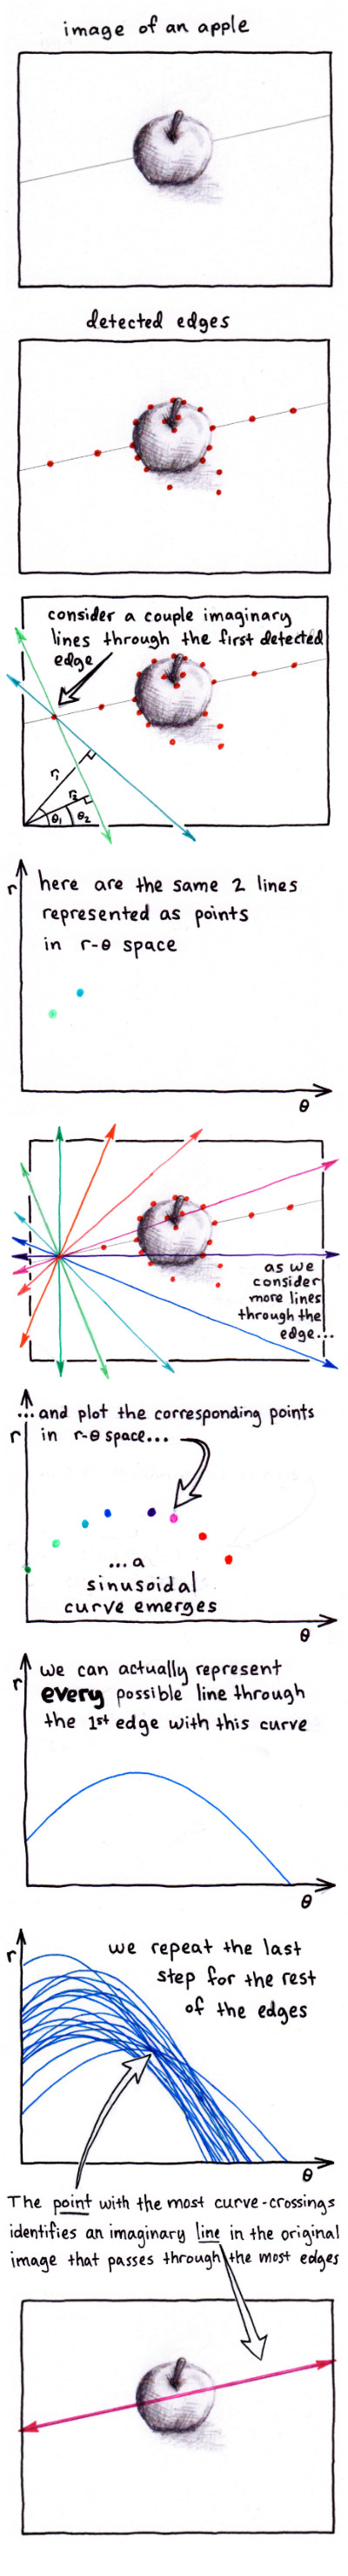 image of an apple
detected edges
consider a couple imaginary
lines through the first detected
edge
r₁
r₂
θ₁
θ₂
r
here are the same 2 lines
represented as points
in r-θ space
θ
as we
consider
more lines
through the
edge...
...and plot the corresponding points
r
in r-θ space...
...a
sinusoidal
curve emerges
θ
r
we can actually represent
every possible line through
the 1st edge with this curve
θ
r
we repeat the last
step for the rest
of the edges
θ
The point with the most curve-crossings
identifies an imaginary line in the original
image that passes through the most edges